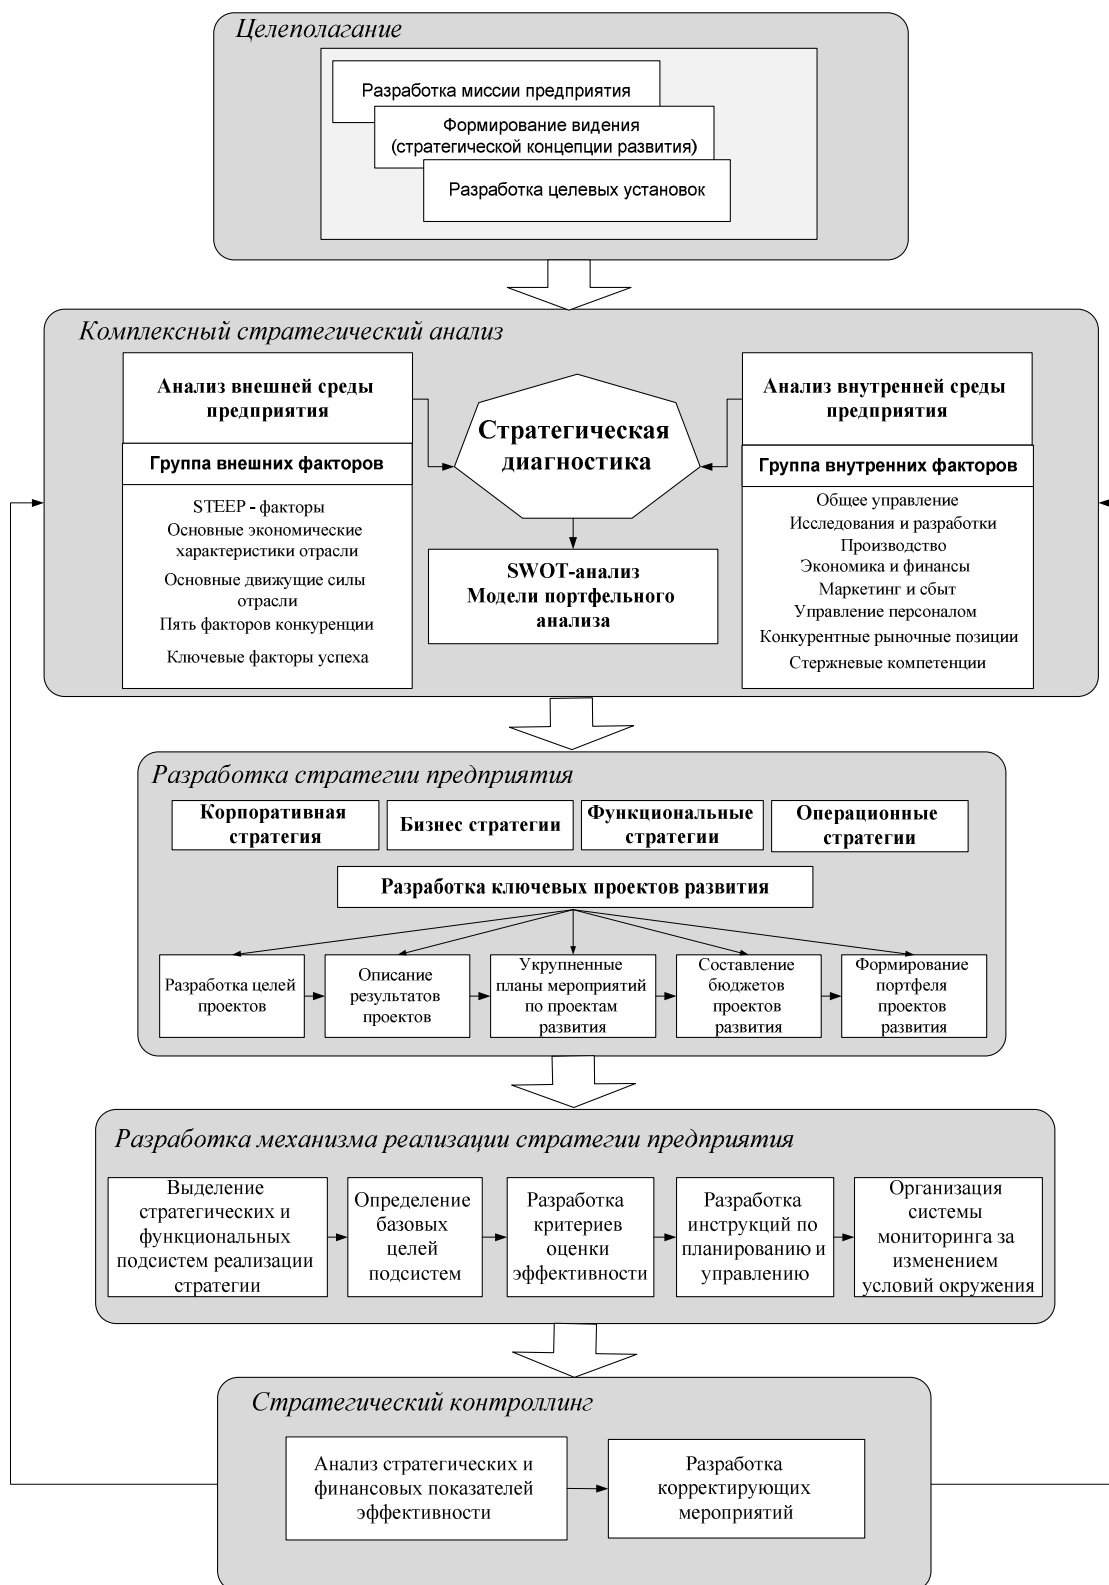 Целеполагание
Разработка миссии предприятия
Формирование видения
(стратегической концепции развития)
Разработка целевых установок
Комплексный стратегический анализ
Анализ внешней среды
предприятия
Группа внешних факторов
STEEP - факторы
Основные экономические
характеристики отрасли
Основные движущие силы
отрасли
Пять факторов конкуренции
Ключевые факторы успеха
Стратегическая
диагностика
SWOT-анализ
Модели портфельного
анализа
Анализ внутренней среды
предприятия
Группа внутренних факторов
Общее управление
Исследования и разработки
Производство
Экономика и финансы
Маркетинг и сбыт
Управление персоналом
Конкурентные рыночные позиции
Стержневые компетенции
Разработка стратегии предприятия
Корпоративная
стратегия
Бизнес стратегии
Функциональные
стратегии
Операционные
стратегии
Разработка ключевых проектов развития
Разработка целей
проектов
Описание
результатов
проектов
Укрупненные
планы мероприятий
по проектам
развития
Составление
бюджетов
проектов
развития
Формирование
портфеля
проектов
развития
Разработка механизма реализации стратегии предприятия
Выделение
стратегических и
функциональных
подсистем реализации
стратегии
Определение
базовых
целей
подсистем
Разработка
критериев
оценки
эффективности
Разработка
инструкций по
планированию и
управлению
Организация
системы
мониторинга за
изменением
условий окружения
Стратегический контроллинг
Анализ стратегических и
финансовых показателей
эффективности
Разработка
корректирующих
мероприятий